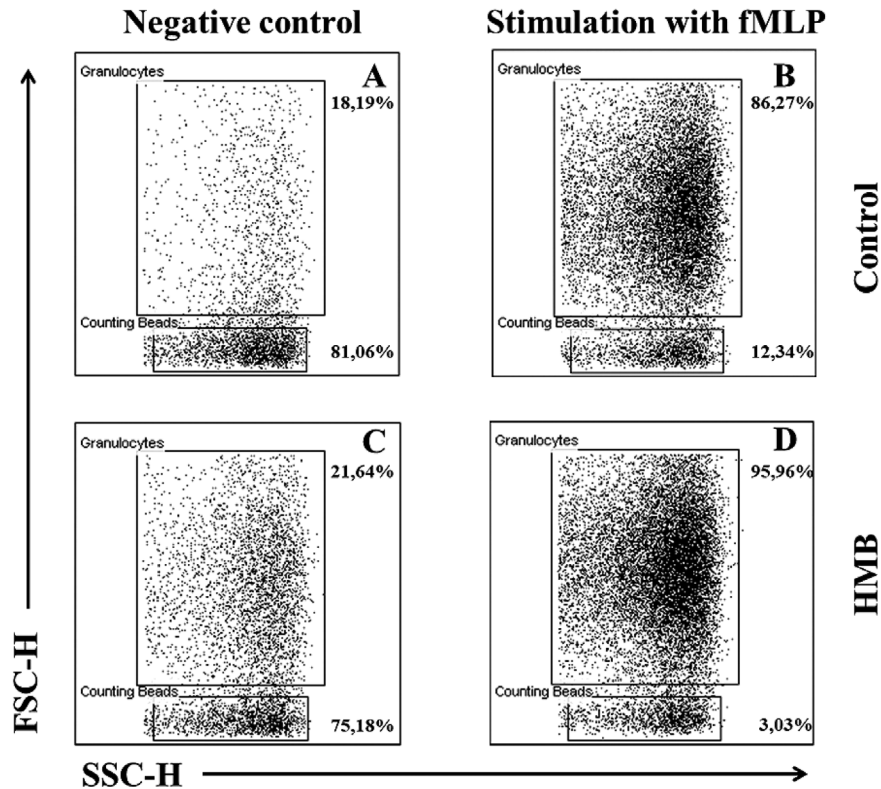 Negative control
Stimulation with fMLP
Granulocytes
A
18,19%
Counting Beads
81,06%
Granulocytes
B
86,27%
Counting Beads
12,34%
Control
Granulocytes
C
21,64%
Counting Beads
75,18%
Granulocytes
D
95,96%
Counting Beads
3,03%
HMB
FSC-H
SSC-H